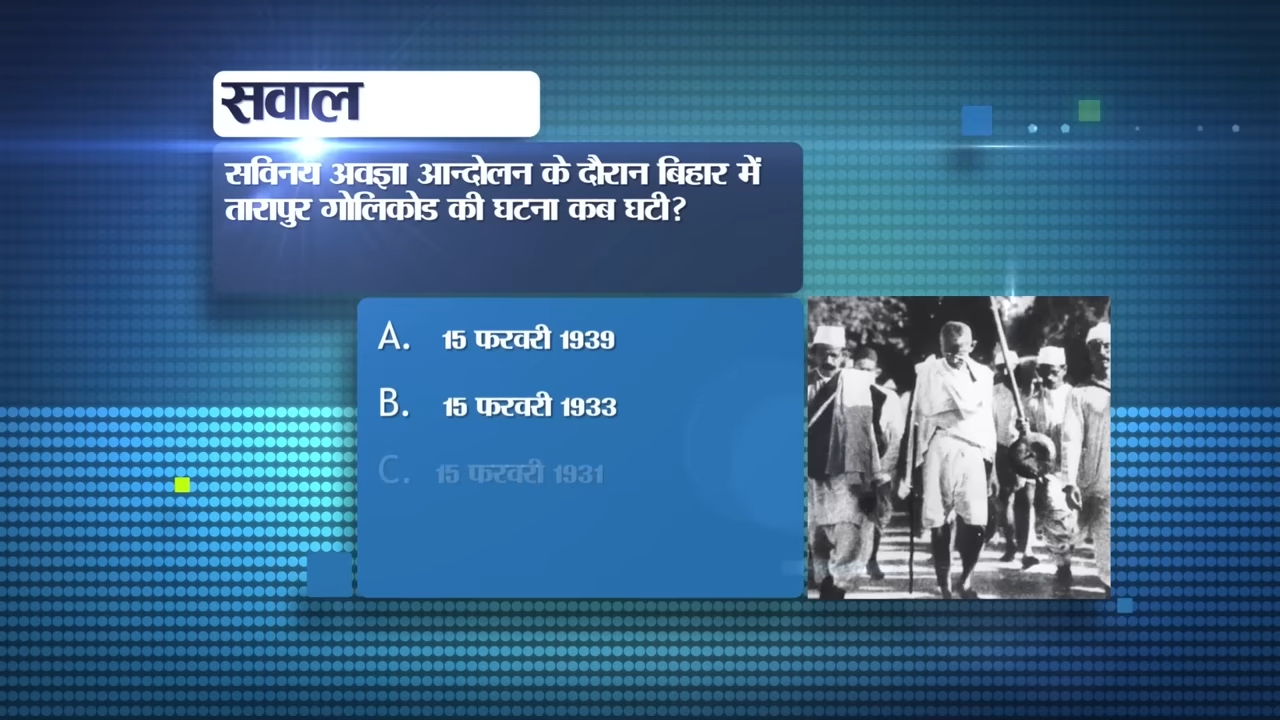 सवाल
सविनय अवज्ञा आन्दोलन के दौरान बिहार में
तारापुर गोलिकोड की घटना कब घटी?
A. 15 फरवरी 1939
B. 15 फरवरी 1933
C. 15 फरवरी 1931